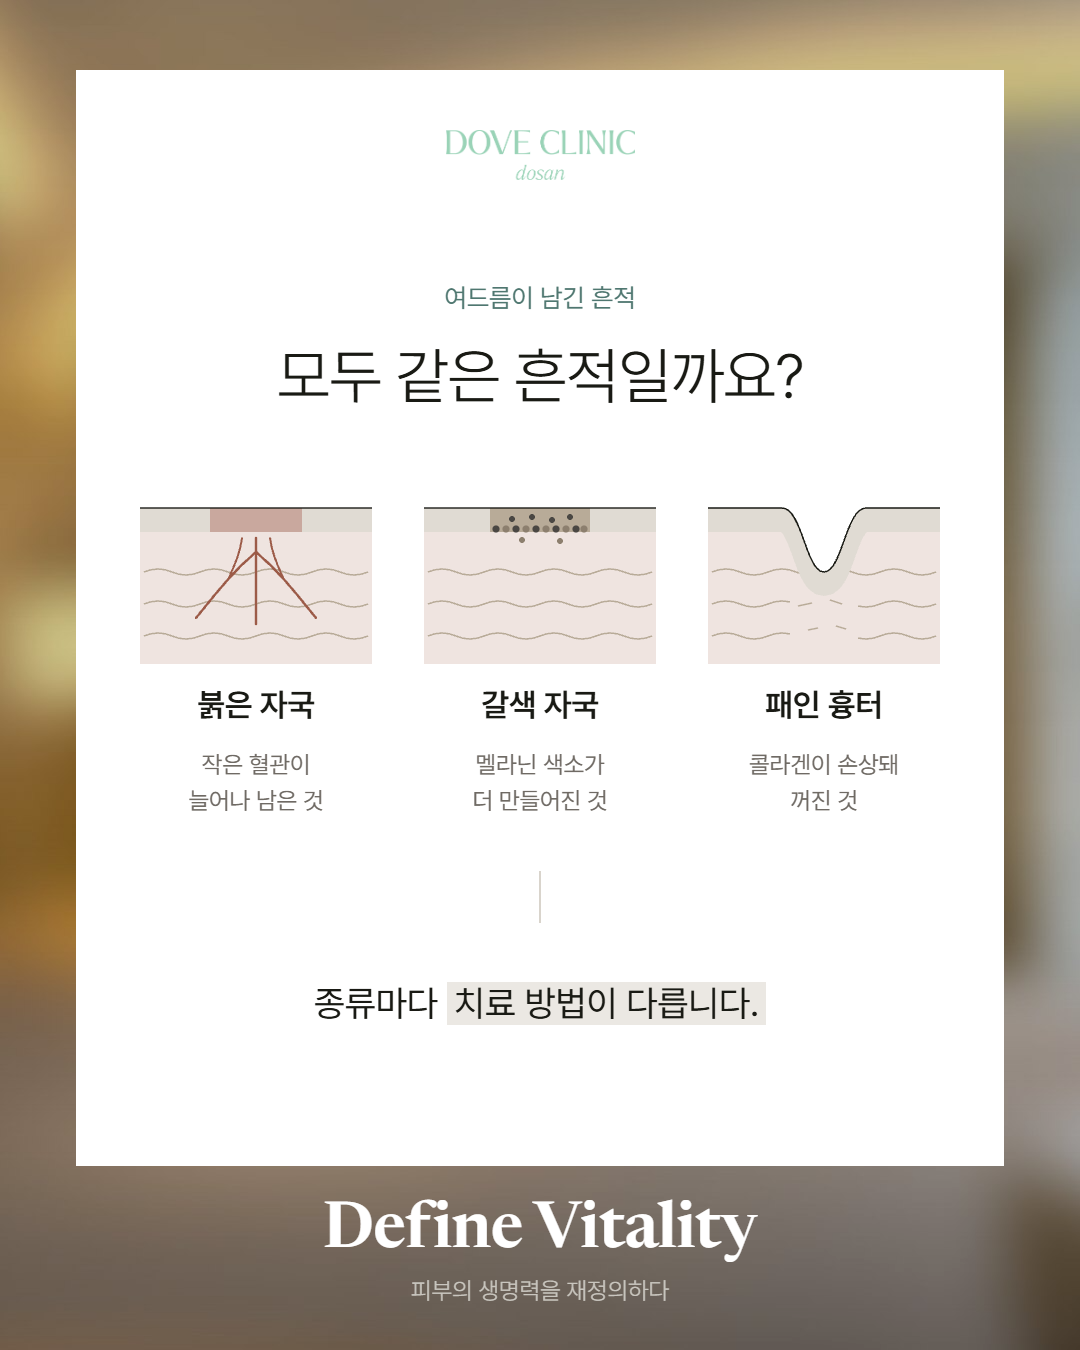 DOVE CLINIC
dosan
여드름이 남긴 흔적
모두 같은 흔적일까요?
붉은 자국
작은 혈관이
늘어나 남은 것
갈색 자국
멜라닌 색소가
더 만들어진 것
패인 흉터
콜라겐이 손상돼
꺼진 것
종류마다 치료 방법이 다릅니다.
Define Vitality
피부의 생명력을 재정의하다